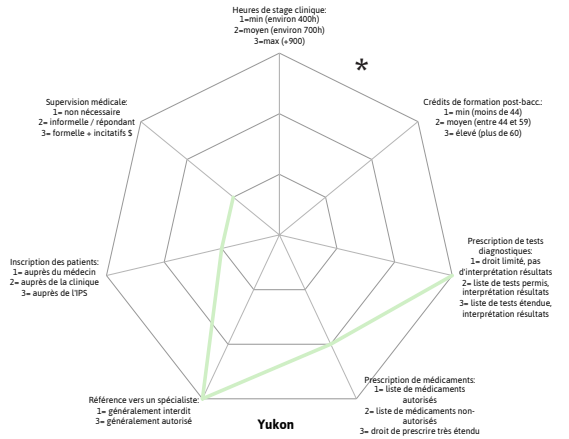 Heures de stage clinique:
1=min (environ 400h)
2=moyen (environ 700h)
3=max (+900)
*
Supervision médicale:
1= non nécessaire
2= informelle / répondant
3= formelle + incitatifs $
Crédits de formation post-bacc.:
1= min (moins de 44)
2= moyen (entre 44 et 59)
3= élevé (plus de 60)
Prescription de tests
diagnostiques:
1= droit limité, pas
d'interprétation résultats
2= liste de tests permis,
interprétation résultats
3= liste de tests étendue,
interprétation résultats
Inscription des patients:
1= auprès du médecin
2= auprès de la clinique
3= auprès de l'IPS
Prescription de médicaments:
1= liste de médicaments
autorisés
2= liste de médicaments non-
autorisés
3= droit de prescrire très étendu
Référence vers un spécialiste:
1= généralement interdit
3= généralement autorisé
Yukon